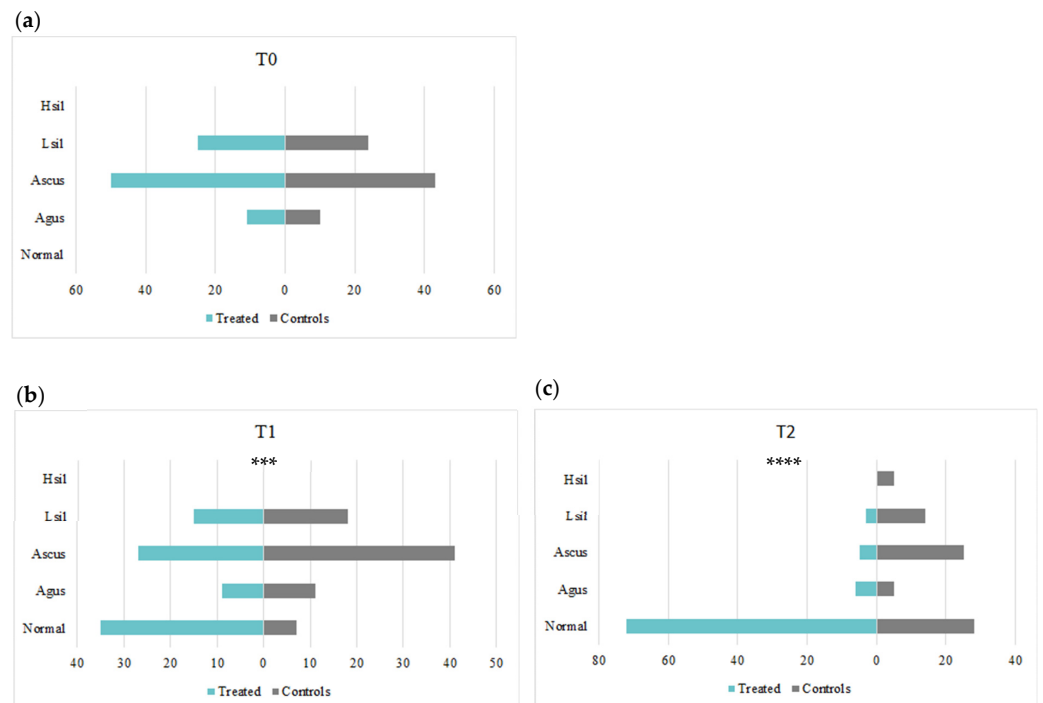 (a)
T0
Hsil
Lsil
Ascus
Agus
Normal
60 40 20 0 20 40 60
Treated Controls
(b)
T1
***
Hsil
Lsil
Ascus
Agus
Normal
40 30 20 10 0 10 20 30 40 50
Treated Controls
(c)
T2
****
Hsil
Lsil
Ascus
Agus
Normal
80 60 40 20 0 20 40
Treated Controls